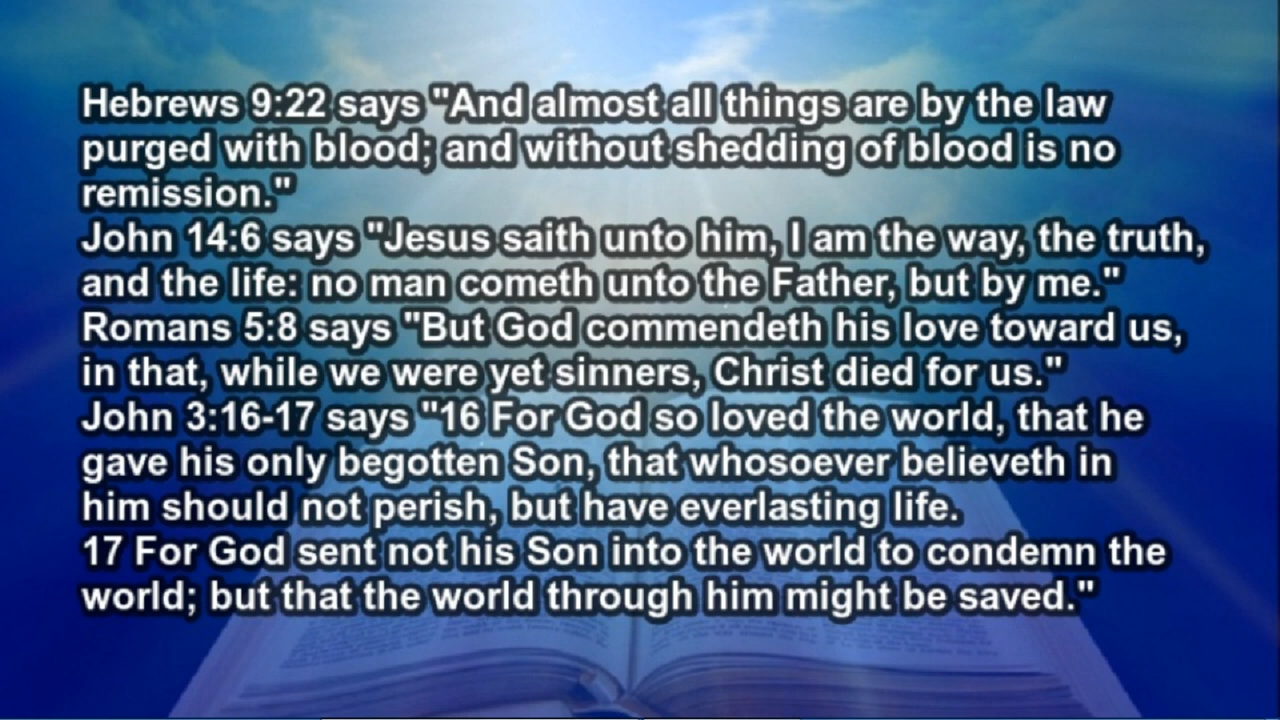 Hebrews 9:22 says "And almost all things are by the law
purged with blood; and without shedding of blood is no
remission."
John 14:6 says "Jesus saith unto him, I am the way, the truth,
and the life: no man cometh unto the Father, but by me."
Romans 5:8 says "But God commendeth his love toward us,
in that, while we were yet sinners, Christ died for us."
John 3:16-17 says "16 For God so loved the world, that he
gave his only begotten Son, that whosoever believeth in
him should not perish, but have everlasting life.
17 For God sent not his Son into the world to condemn the
world; but that the world through him might be saved."